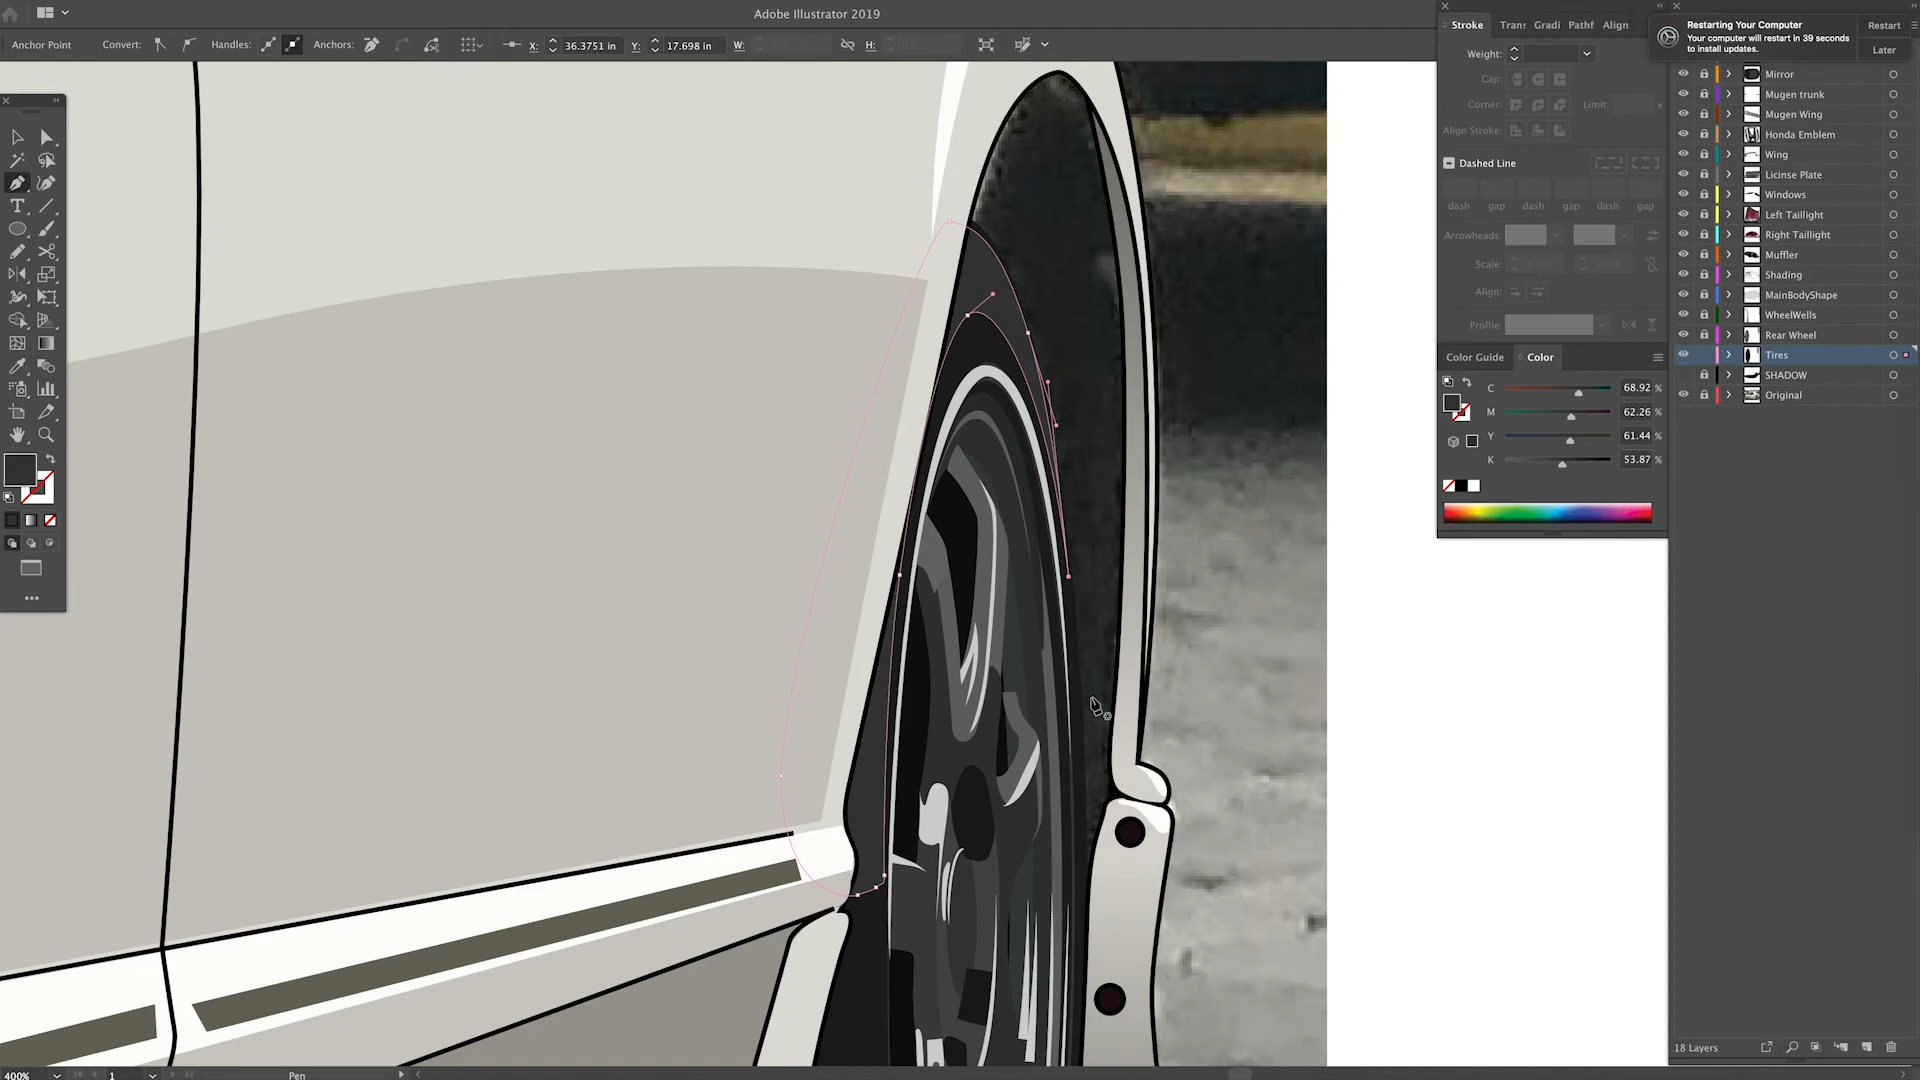 Adobe Illustrator 2019
Anchor Point
Convert:
Handles:
Anchors:
X:
36.3751 in
Y:
17.698 in
W:
H:
Stroke
Trans
Gradi
Pathf
Align
Weight:
Cap:
Corner:
Limit:
x
Align Stroke:
Dashed Line
dash
gap
dash
gap
dash
gap
Arrowheads:
Scale:
Align:
Profile:
Color Guide
Color
C
68.92
%
M
62.26
%
Y
61.44
%
K
53.87
%
Restarting Your Computer
Your computer will restart in 39 seconds
to install updates.
Restart
Later
Mirror
Mugen trunk
Mugen Wing
Honda Emblem
Wing
Licinse Plate
Windows
Left Taillight
Right Taillight
Muffler
Shading
MainBodyShape
WheelWells
Rear Wheel
Tires
SHADOW
Original
18 Layers
400%
1
Pen